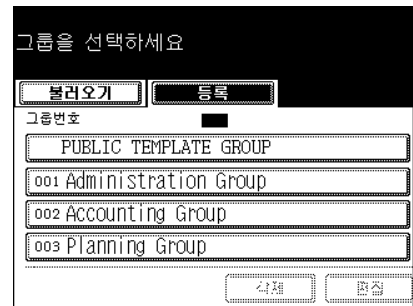 그룹을 선택하세요
불러오기 등록
그룹번호
PUBLIC TEMPLATE GROUP
001 Administration Group
002 Accounting Group
003 Planning Group
삭제 편집